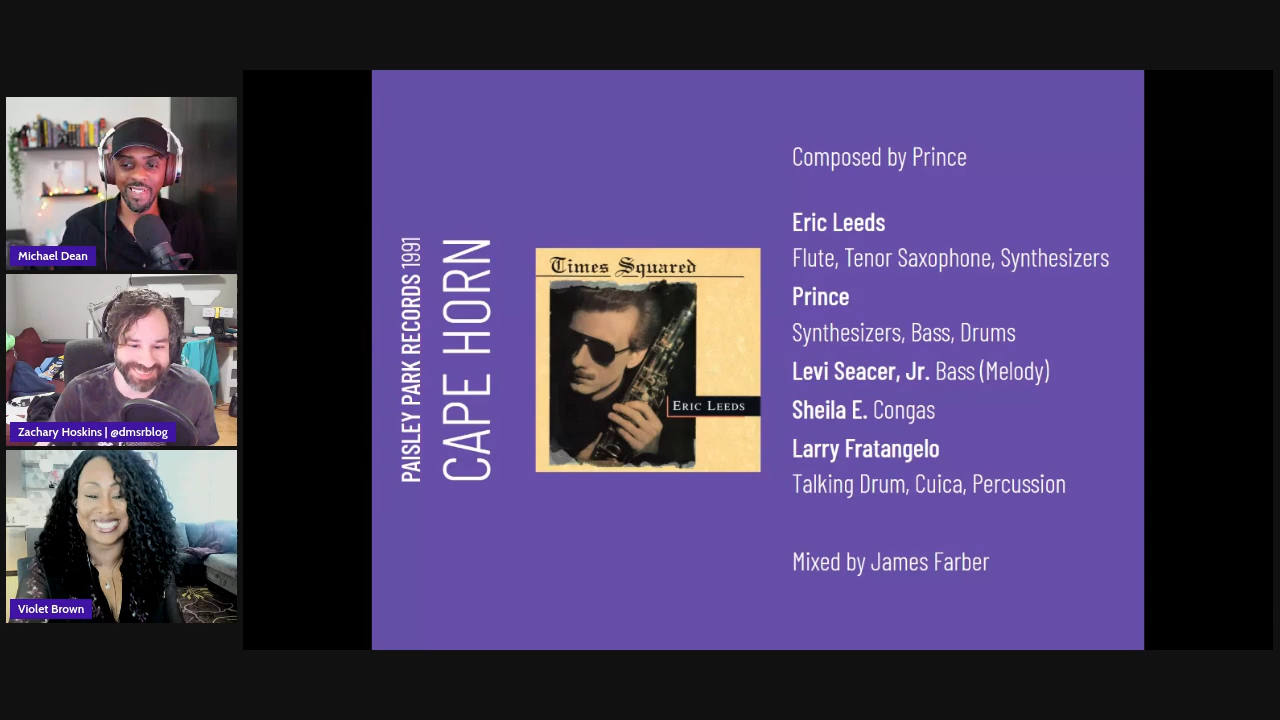 Michael Dean
Zachary Hoskins | @dmsrblog
Violet Brown
PAISLEY PARK RECORDS 1991
CAPE HORN
Times Squared
ERIC LEEDS
Composed by Prince
Eric Leeds
Flute, Tenor Saxophone, Synthesizers
Prince
Synthesizers, Bass, Drums
Levi Seacer, Jr. Bass (Melody)
Sheila E. Congas
Larry Fratangelo
Talking Drum, Cuica, Percussion
Mixed by James Farber